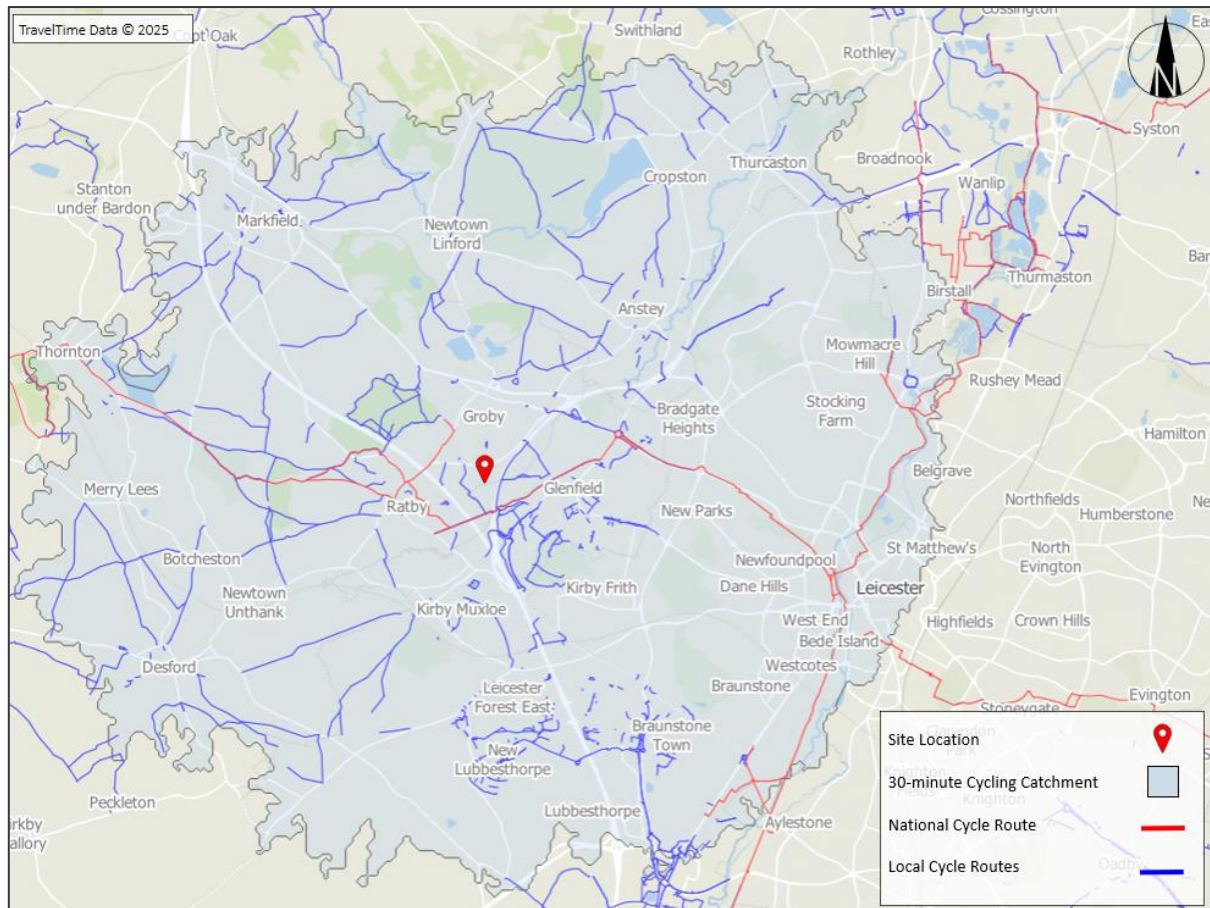 TravelTime Data © 2025
Copt Oak
Swithland
Cossington
Rothley
N
Syston
Broadnook
Thurcaston
Cropston
Wanlip
Stanton
under Bardon
Markfield
Newtown
Linford
Thurmaston
Birstall
Anstey
Thornton
Mowmacre
Hill
Rushey Mead
Stocking
Farm
Bradgate
Heights
Groby
Hamilton
Belgrave
Merry Lees
Ratby
Glenfield
New Parks
Northfields
Humberstone
Botcheston
St Matthew's
North
Evington
Newfoundpool
Newtown
Unthank
Kirby Frith
Dane Hills
Leicester
Kirby Muxloe
West End
Highfields
Crown Hills
Bede Island
Desford
Westcotes
Leicester
Forest East
Braunstone
Evington
Stoneygate
Braunstone
Town
New
Lubbesthorpe
Peckleton
Lubbesthorpe
Aylestone
Site Location
30-minute Cycling Catchment
National Cycle Route
Local Cycle Routes
Oadby